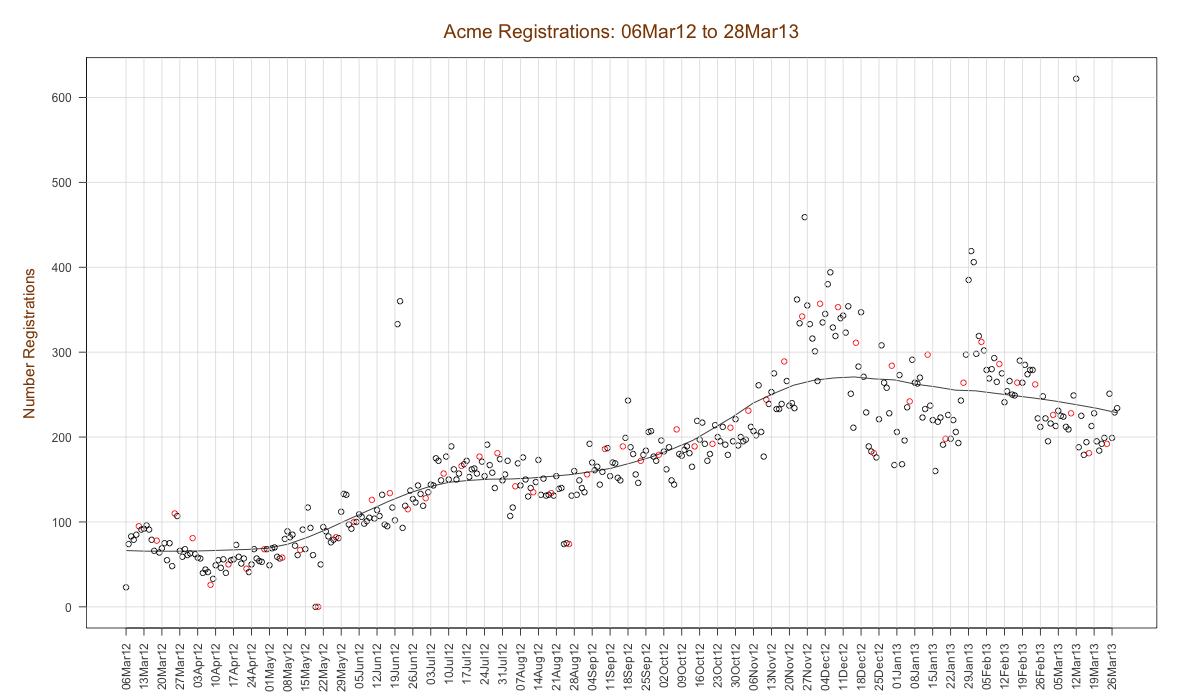 Acme Registrations: 06Mar12 to 28Mar13
Number Registrations
600
500
400
300
200
100
0
06Mar12
13Mar12
20Mar12
27Mar12
03Apr12
10Apr12
17Apr12
24Apr12
01May12
08May12
15May12
22May12
29May12
05Jun12
12Jun12
19Jun12
26Jun12
03Jul12
10Jul12
17Jul12
24Jul12
31Jul12
07Aug12
14Aug12
21Aug12
28Aug12
04Sep12
11Sep12
18Sep12
25Sep12
02Oct12
09Oct12
16Oct12
23Oct12
30Oct12
06Nov12
13Nov12
20Nov12
27Nov12
04Dec12
11Dec12
18Dec12
25Dec12
01Jan13
08Jan13
15Jan13
22Jan13
29Jan13
05Feb13
12Feb13
19Feb13
26Feb13
05Mar13
12Mar13
19Mar13
26Mar13